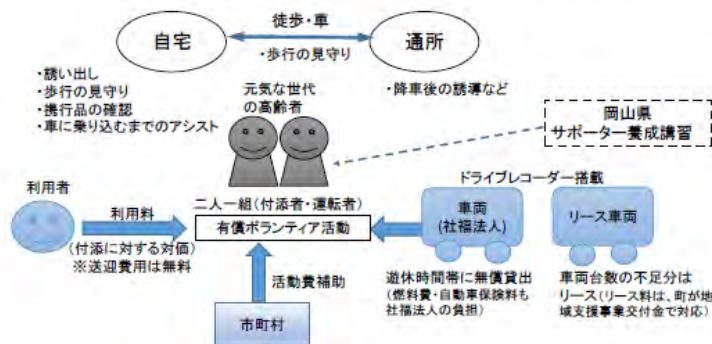 徒歩・車
自宅
通所
・歩行の見守り
・誘い出し
・歩行の見守り
・携行品の確認
・車に乗り込むまでのアシスト
元気な世代
の高齢者
・降車後の誘導など
岡山県
サポーター養成講習
利用者
利用料
(付添に対する対価)
※送迎費用は無料
二人一組(付添者・運転者)
有償ボランティア活動
活動費補助
市町村
ドライブレコーダー搭載
車両
(社福法人)
リース車両
遊休時間帯に無償貸出
(燃料費・自動車保険料も
社福法人の負担)
車両台数の不足分は
リース(リース料は、町が地
域支援事業交付金で対応)